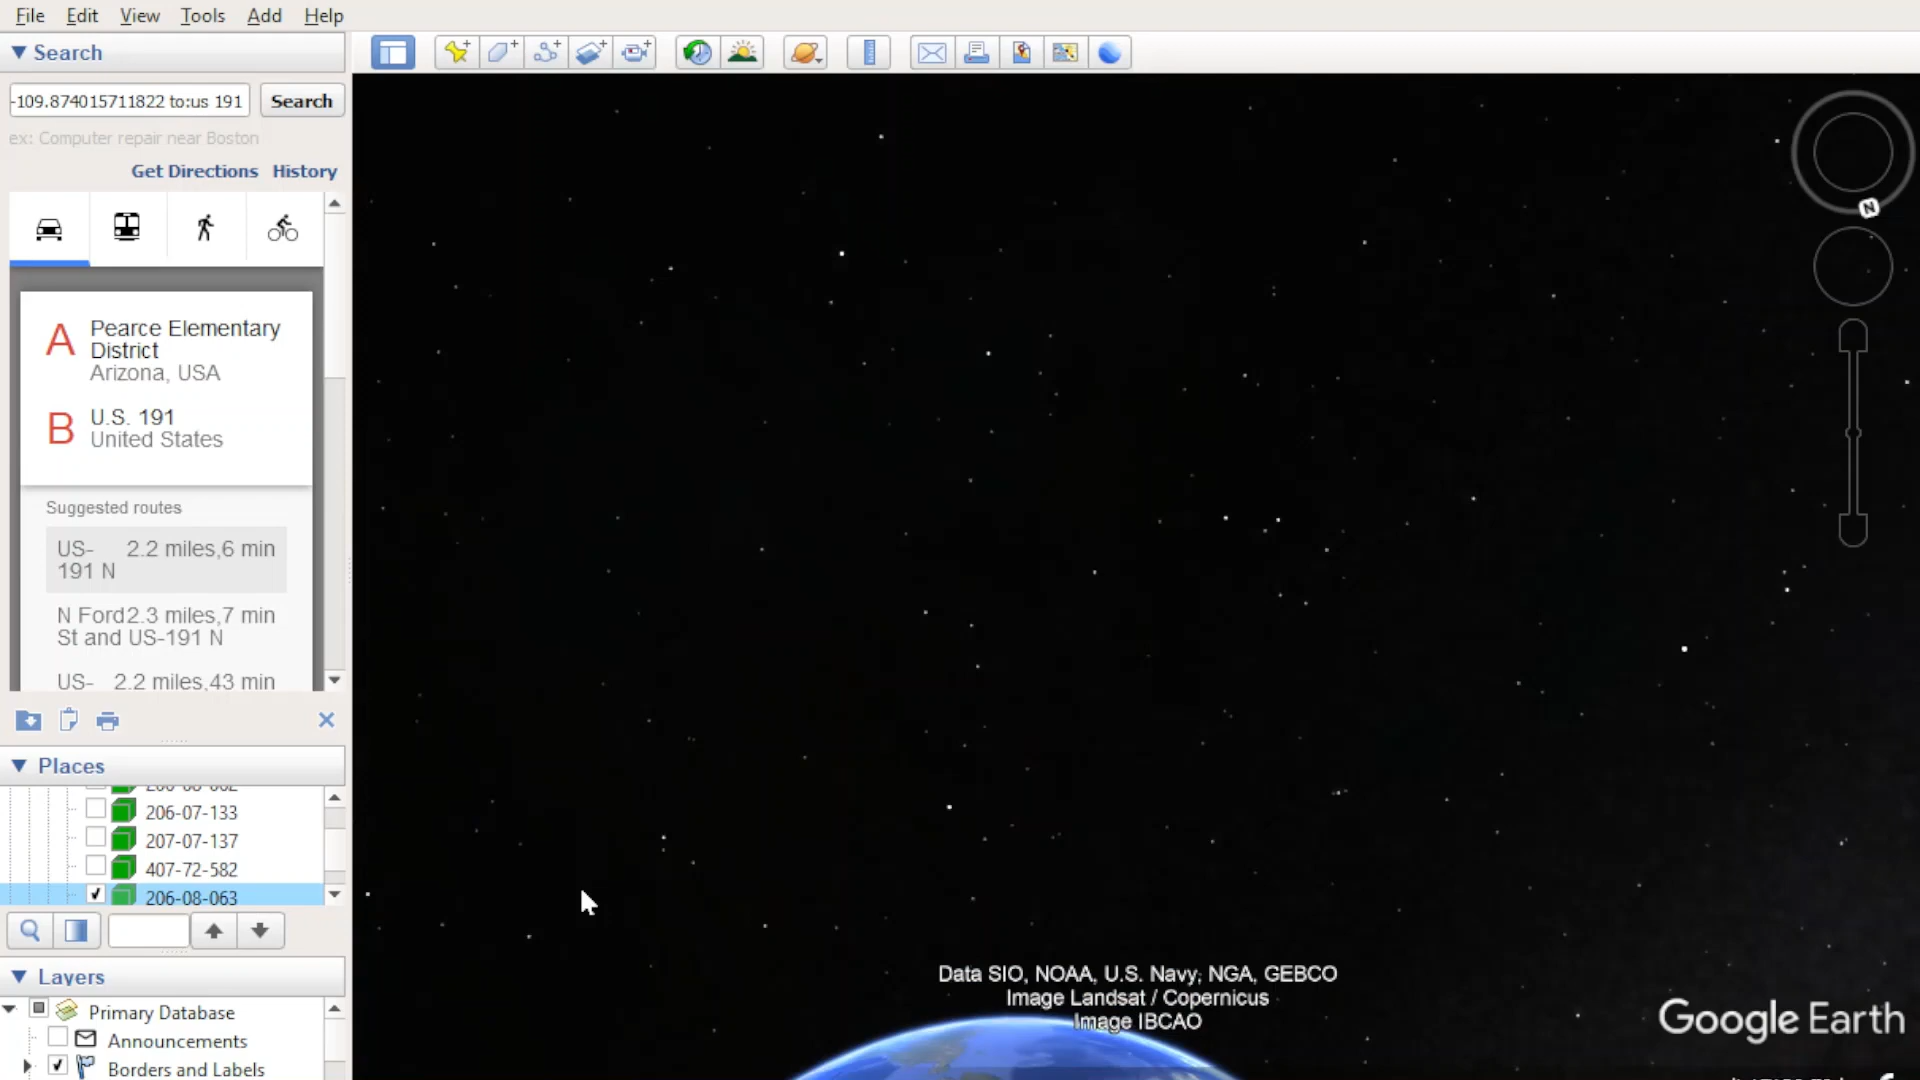 File Edit View Tools Add Help
Search
-109.874015711822 to:us 191 Search
ex: Computer repair near Boston
Get Directions History
A Pearce Elementary
District
Arizona, USA
B U.S. 191
United States
Suggested routes
US- 2.2 miles,6 min
191 N
N Ford 2.3 miles,7 min
St and US-191 N
US- 2.2 miles,43 min
Places
206-07-133
207-07-137
407-72-582
206-08-063
Layers
Primary Database
Announcements
Borders and Labels
N
Data SIO, NOAA, U.S. Navy, NGA, GEBCO
Image Landsat / Copernicus
Image IBCAO
Google Earth